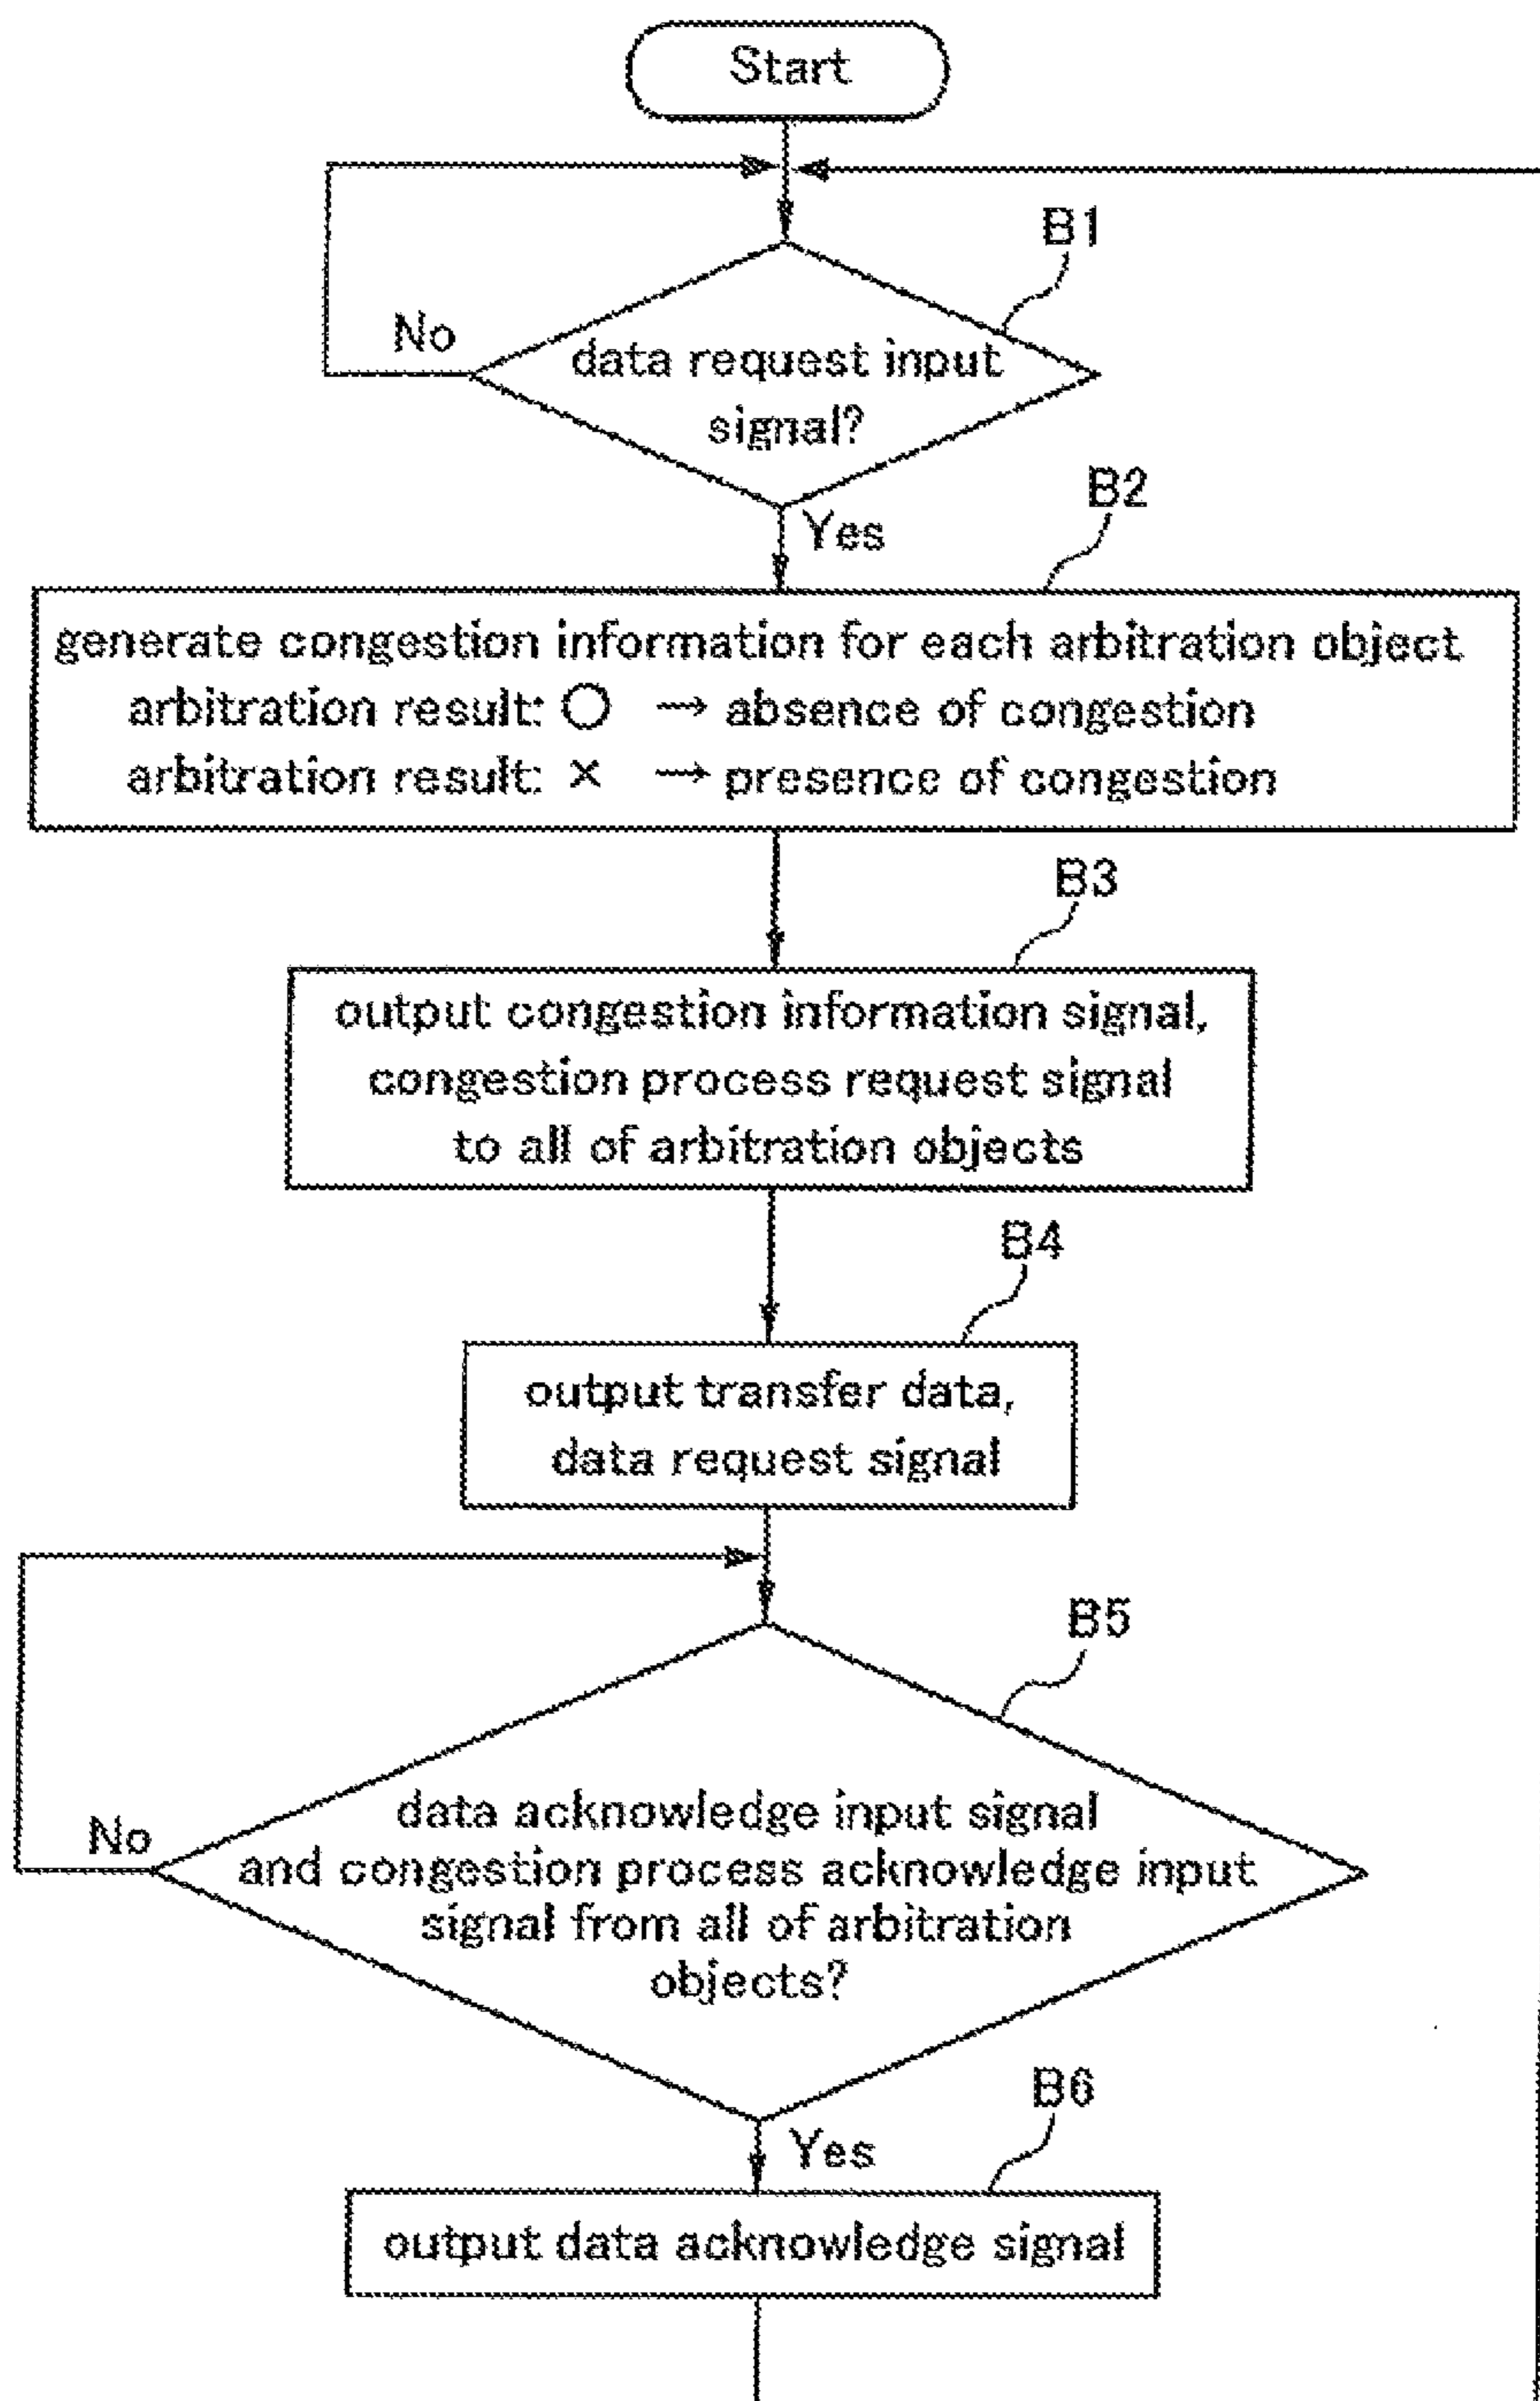 Start
B1
No
data request input
signal?
B2
Yes
generate congestion information for each arbitration object
arbitration result: ○ → absence of congestion
arbitration result: × → presence of congestion
B3
output congestion information signal,
congestion process request signal
to all of arbitration objects
B4
output transfer data,
data request signal
B5
No
data acknowledge input signal
and congestion process acknowledge input
signal from all of arbitration
objects?
B6
Yes
output data acknowledge signal